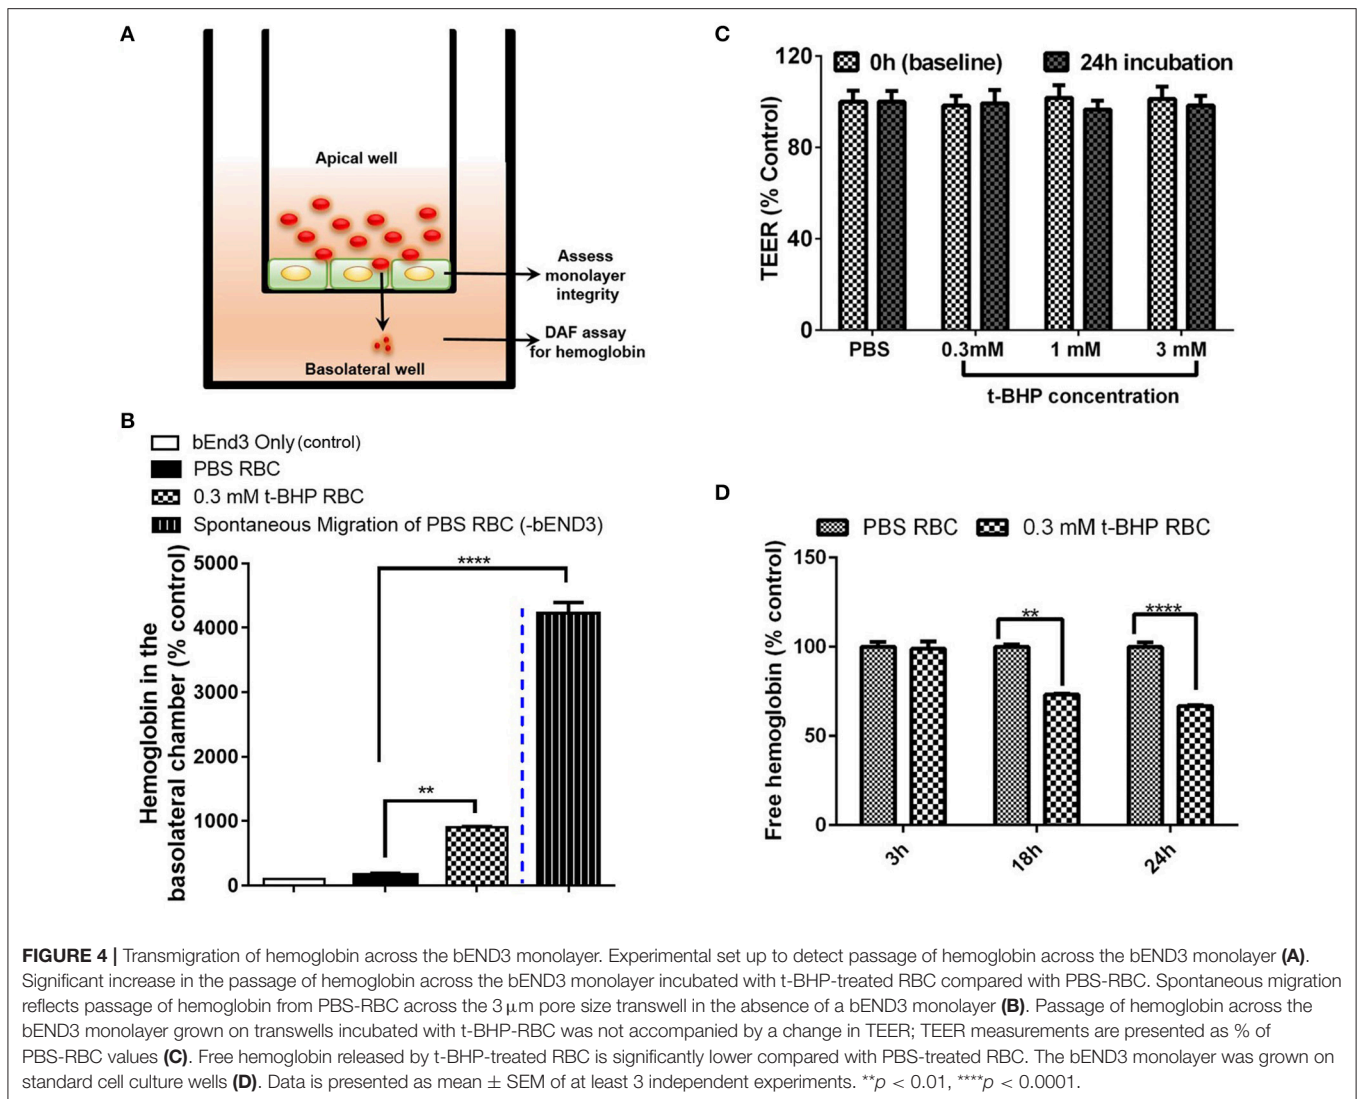 A
Apical well
Assess
monolayer
integrity
DAF assay
for hemoglobin
Basolateral well
B
bEnd3 Only (control)
PBS RBC
0.3 mM t-BHP RBC
Spontaneous Migration of PBS RBC (-bEND3)
Hemoglobin in the
basolateral chamber (% control)
5000
4000
3000
2000
1000
0
**
****
C
0h (baseline)
24h incubation
TEER (% Control)
120
80
40
0
PBS
0.3mM
1 mM
3 mM
t-BHP concentration
D
PBS RBC
0.3 mM t-BHP RBC
Free hemoglobin (% control)
150
100
50
0
**
****
3h
18h
24h
FIGURE 4 | Transmigration of hemoglobin across the bEND3 monolayer. Experimental set up to detect passage of hemoglobin across the bEND3 monolayer (A).
Significant increase in the passage of hemoglobin across the bEND3 monolayer incubated with t-BHP-treated RBC compared with PBS-RBC. Spontaneous migration
reflects passage of hemoglobin from PBS-RBC across the 3 μm pore size transwell in the absence of a bEND3 monolayer (B). Passage of hemoglobin across the
bEND3 monolayer grown on transwells incubated with t-BHP-RBC was not accompanied by a change in TEER; TEER measurements are presented as % of
PBS-RBC values (C). Free hemoglobin released by t-BHP-treated RBC is significantly lower compared with PBS-treated RBC. The bEND3 monolayer was grown on
standard cell culture wells (D). Data is presented as mean ± SEM of at least 3 independent experiments. **p < 0.01, ****p < 0.0001.